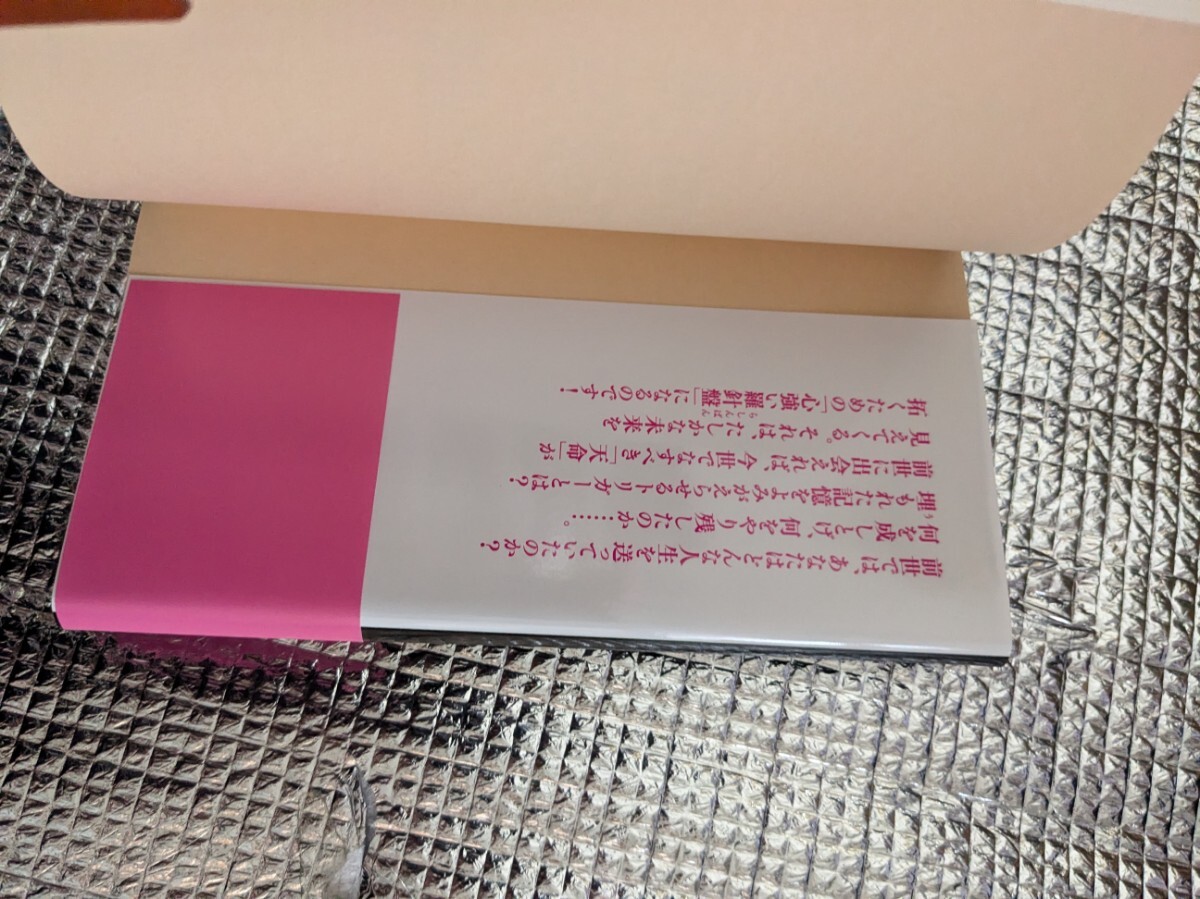 前世では、あなたはどんな人生を送っていたのか？
何を成しとげ、何をやり残したのか……。
埋もれた記憶をよみがえらせるトリガーとは？
前世に出会えれば、今世でなすべき「天命」が
見えてくる。それは、たしかな未来を
拓くための「心強い羅針盤」になるのです！